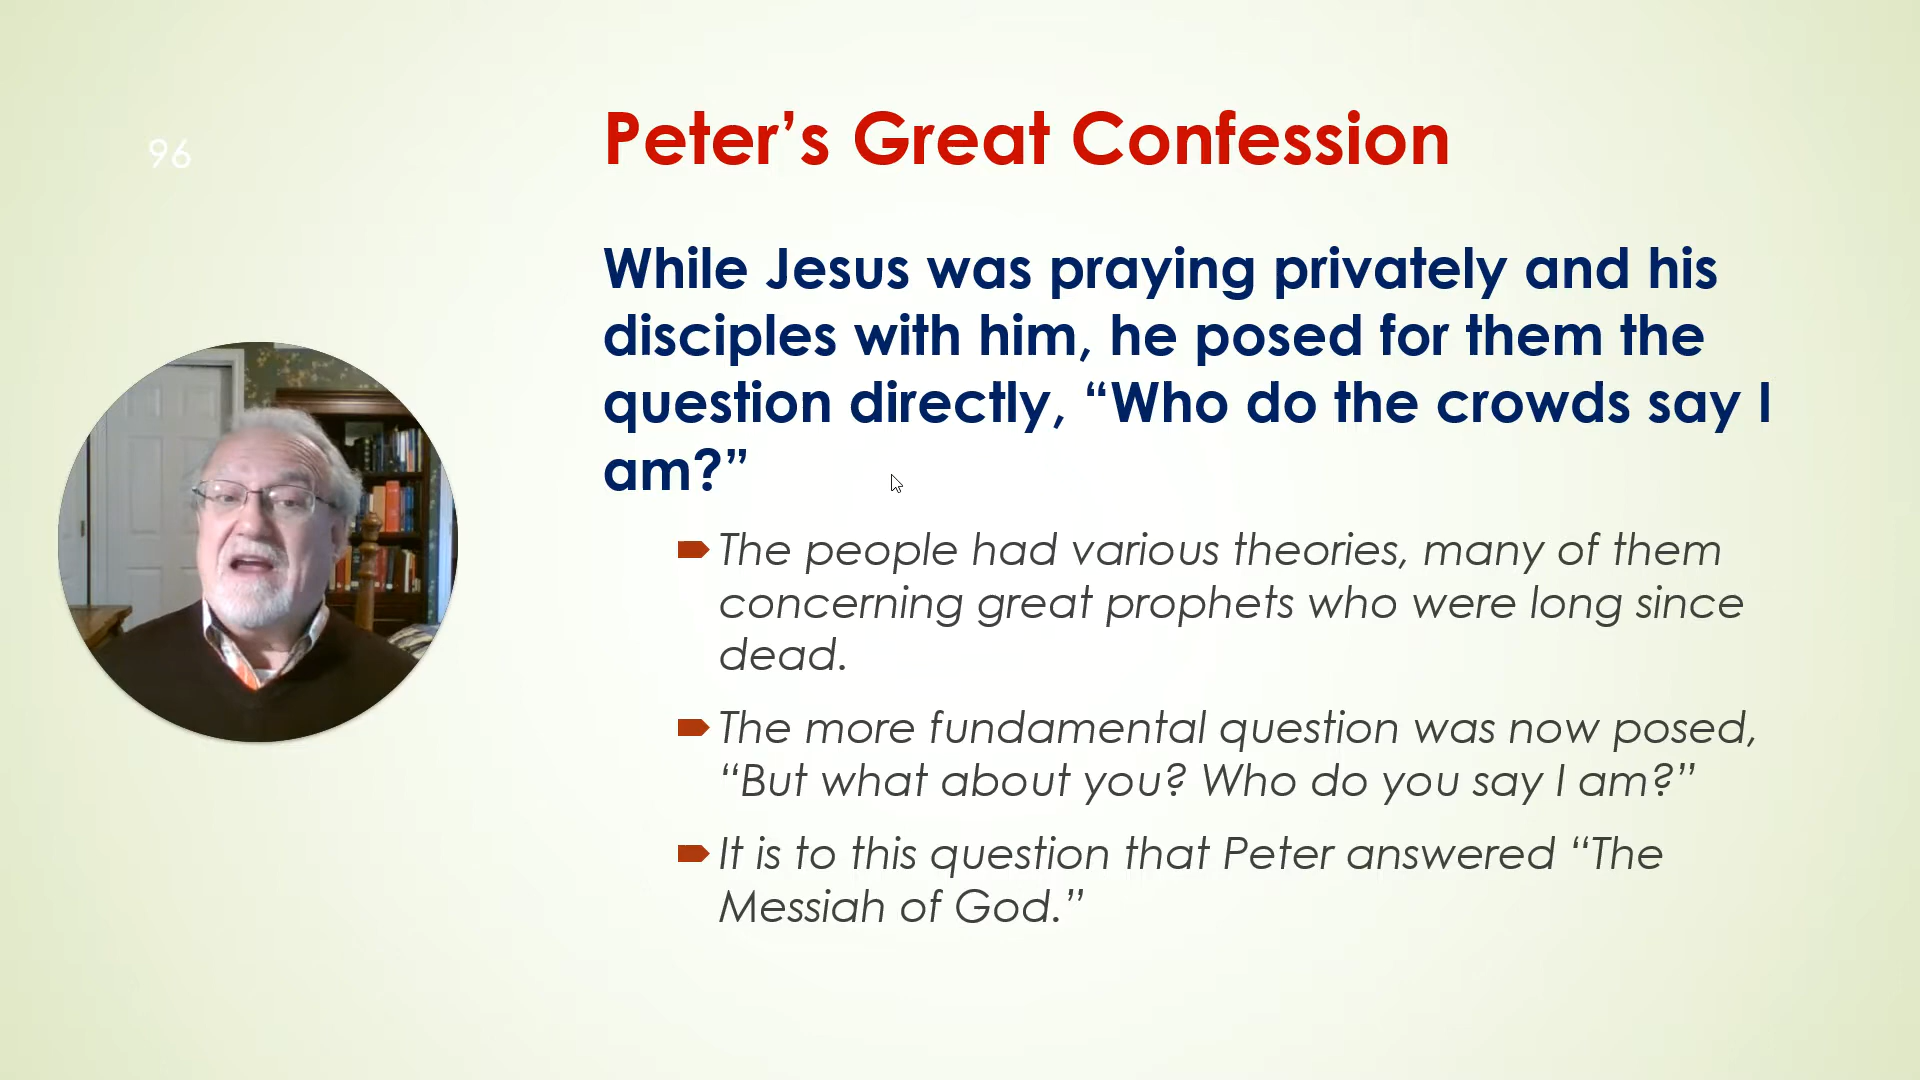 96
Peter’s Great Confession
While Jesus was praying privately and his
disciples with him, he posed for them the
question directly, “Who do the crowds say I
am?”
The people had various theories, many of them
concerning great prophets who were long since
dead.
The more fundamental question was now posed,
“But what about you? Who do you say I am?”
It is to this question that Peter answered “The
Messiah of God.”